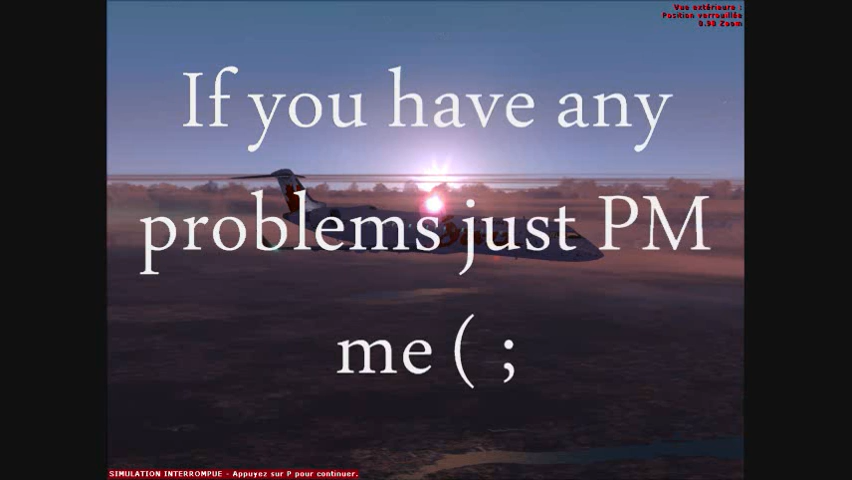 Vue extérieure :
Position verrouillée
0.50 Zoom
If you have any
problems just PM
me ( ;
SIMULATION INTERROMPUE - Appuyez sur P pour continuer.